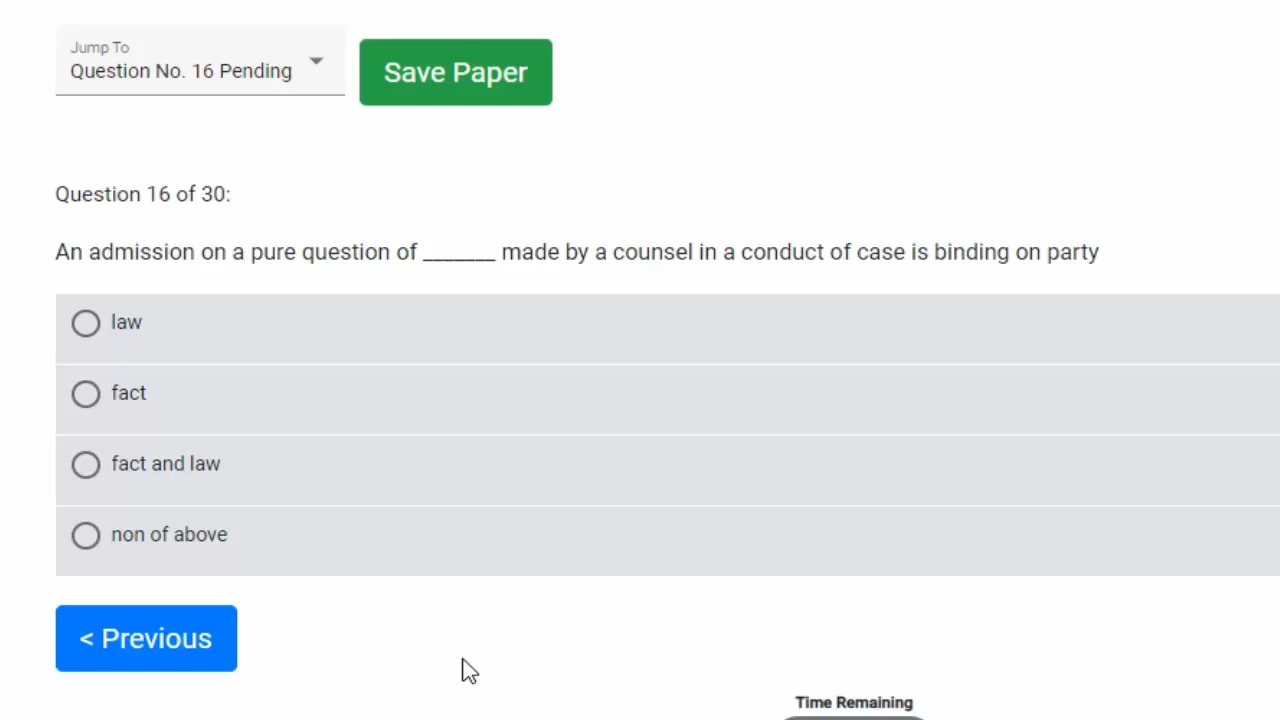 Jump To
Question No. 16 Pending
Save Paper
Question 16 of 30:
An admission on a pure question of _______ made by a counsel in a conduct of case is binding on party
law
fact
fact and law
non of above
< Previous
Time Remaining